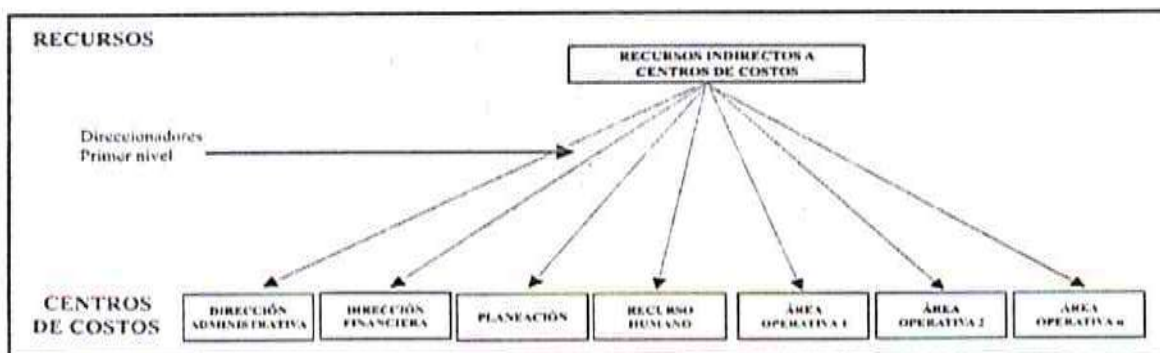 RECURSOS
RECURSOS INDIRECTOS A
CENTROS DE COSTOS
Direccionadores
Primer nivel
CENTROS
DE COSTOS
DIRECCIÓN
ADMINISTRATIVA
DIRECCIÓN
FINANCIERA
PLANEACIÓN
RECURSO
HUMANO
ÁREA
OPERATIVA 1
ÁREA
OPERATIVA 2
ÁREA
OPERATIVA n